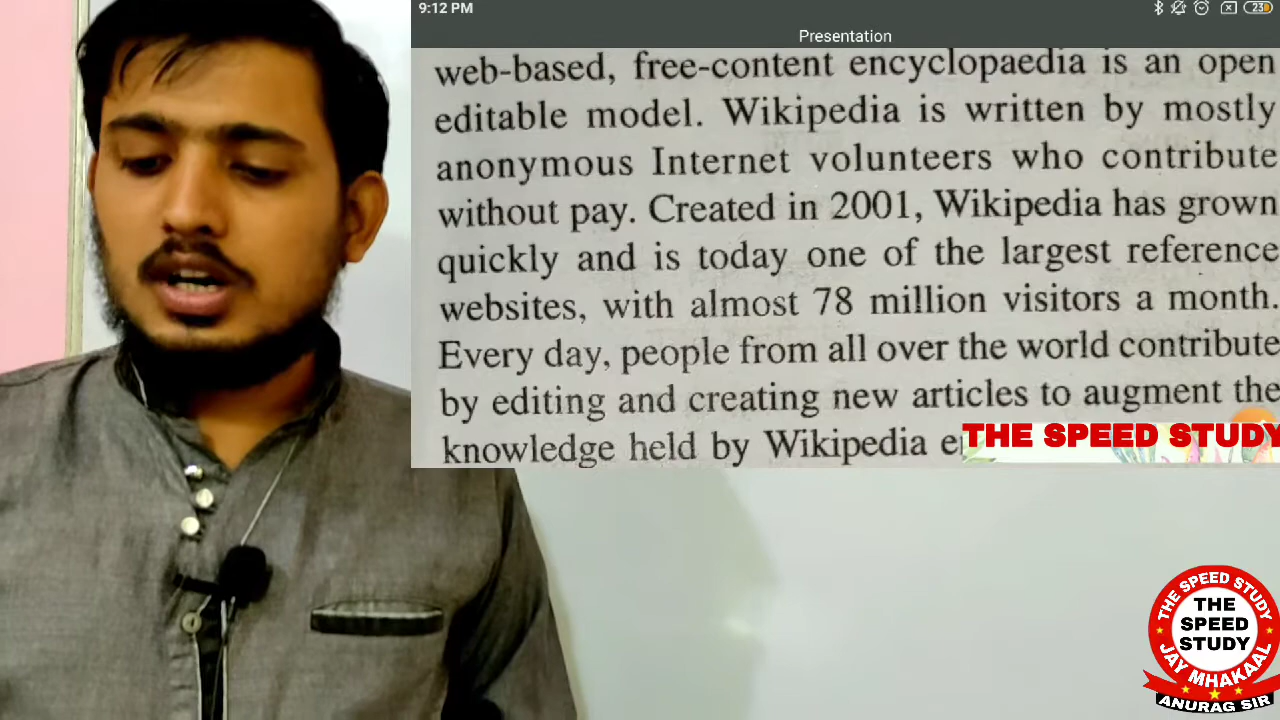 9:12 PM
23
Presentation
web-based, free-content encyclopaedia is an open
editable model. Wikipedia is written by mostly
anonymous Internet volunteers who contribute
without pay. Created in 2001, Wikipedia has grown
quickly and is today one of the largest reference
websites, with almost 78 million visitors a month.
Every day, people from all over the world contribute
by editing and creating new articles to augment the
knowledge held by Wikipedia
THE SPEED STUDY
THE SPEED STUDY
THE
SPEED
STUDY
JAY MHAKAAL
ANURAG SIR